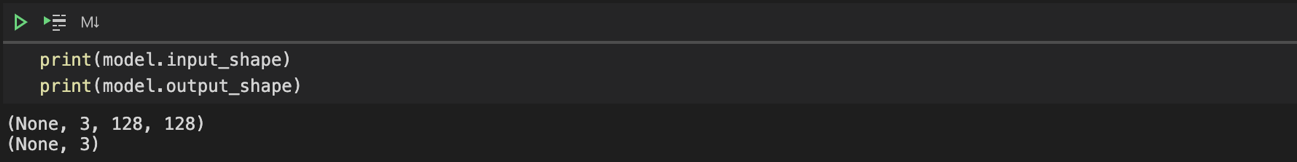 M↓
print(model.input_shape)
print(model.output_shape)
(None, 3, 128, 128)
(None, 3)